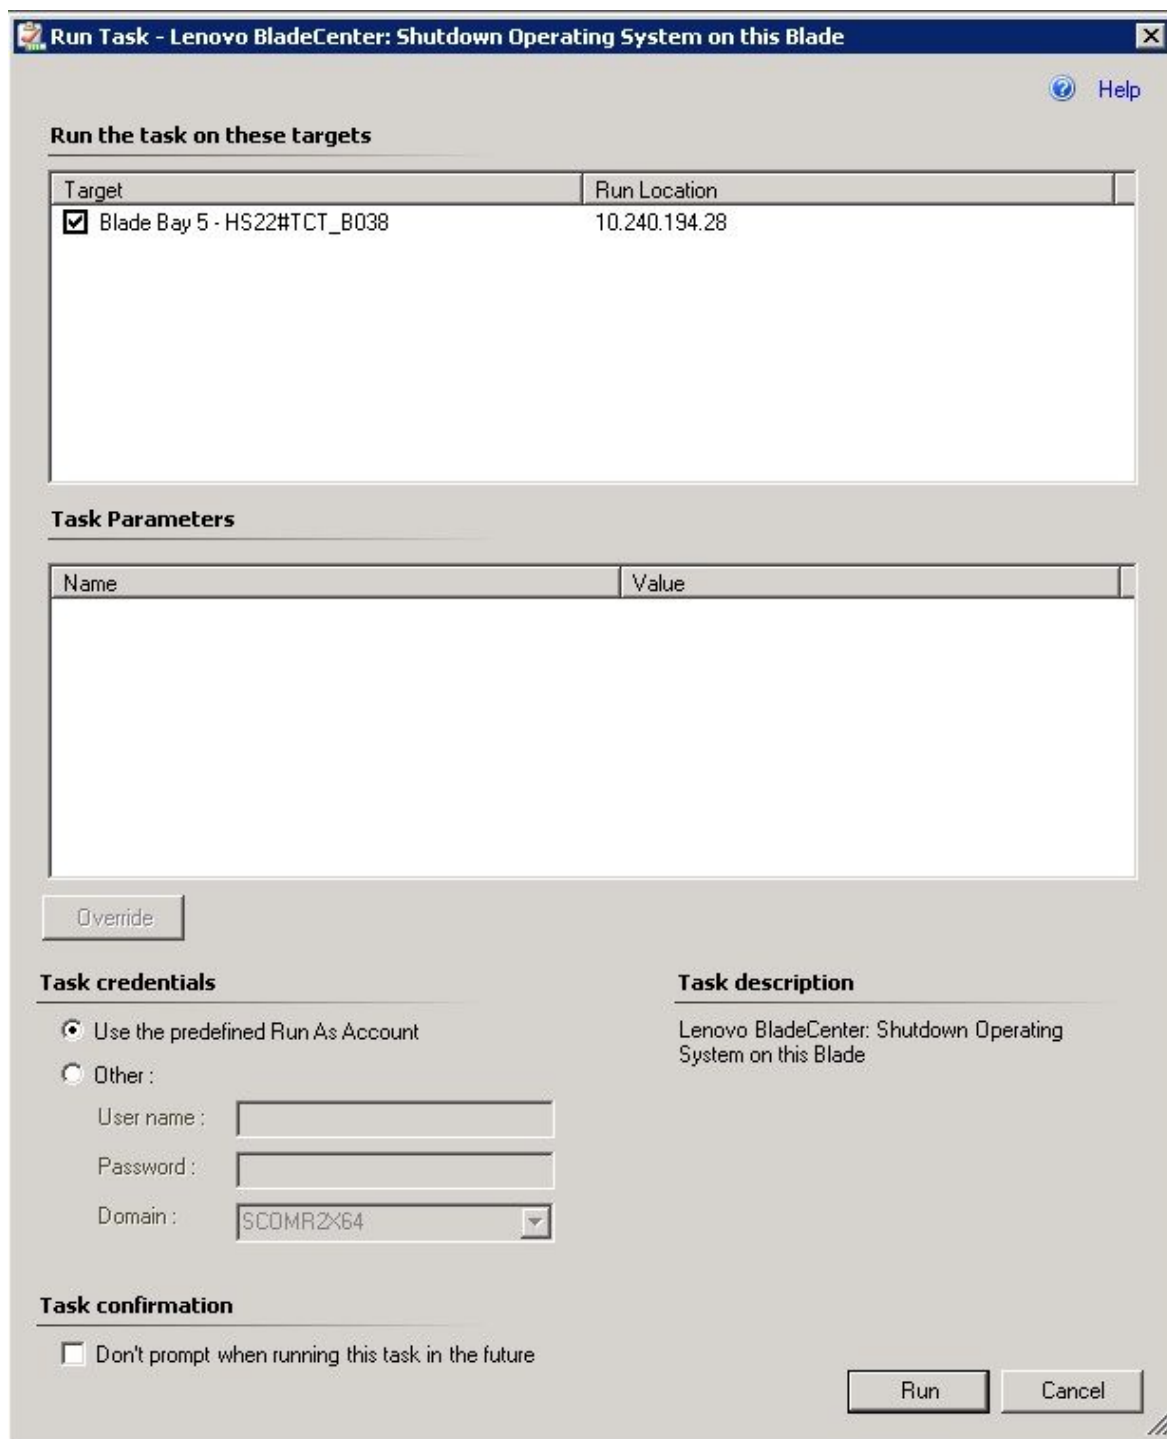 Run Task - Lenovo BladeCenter: Shutdown Operating System on this Blade
Help
Run the task on these targets
Target Run Location
Blade Bay 5 - HS22#TCT_B038 10.240.194.28
Task Parameters
Name Value
Override
Task credentials
Use the predefined Run As Account
Other :
User name :
Password :
Domain : SCOMR2X64
Task description
Lenovo BladeCenter: Shutdown Operating
System on this Blade
Task confirmation
Don't prompt when running this task in the future
Run Cancel